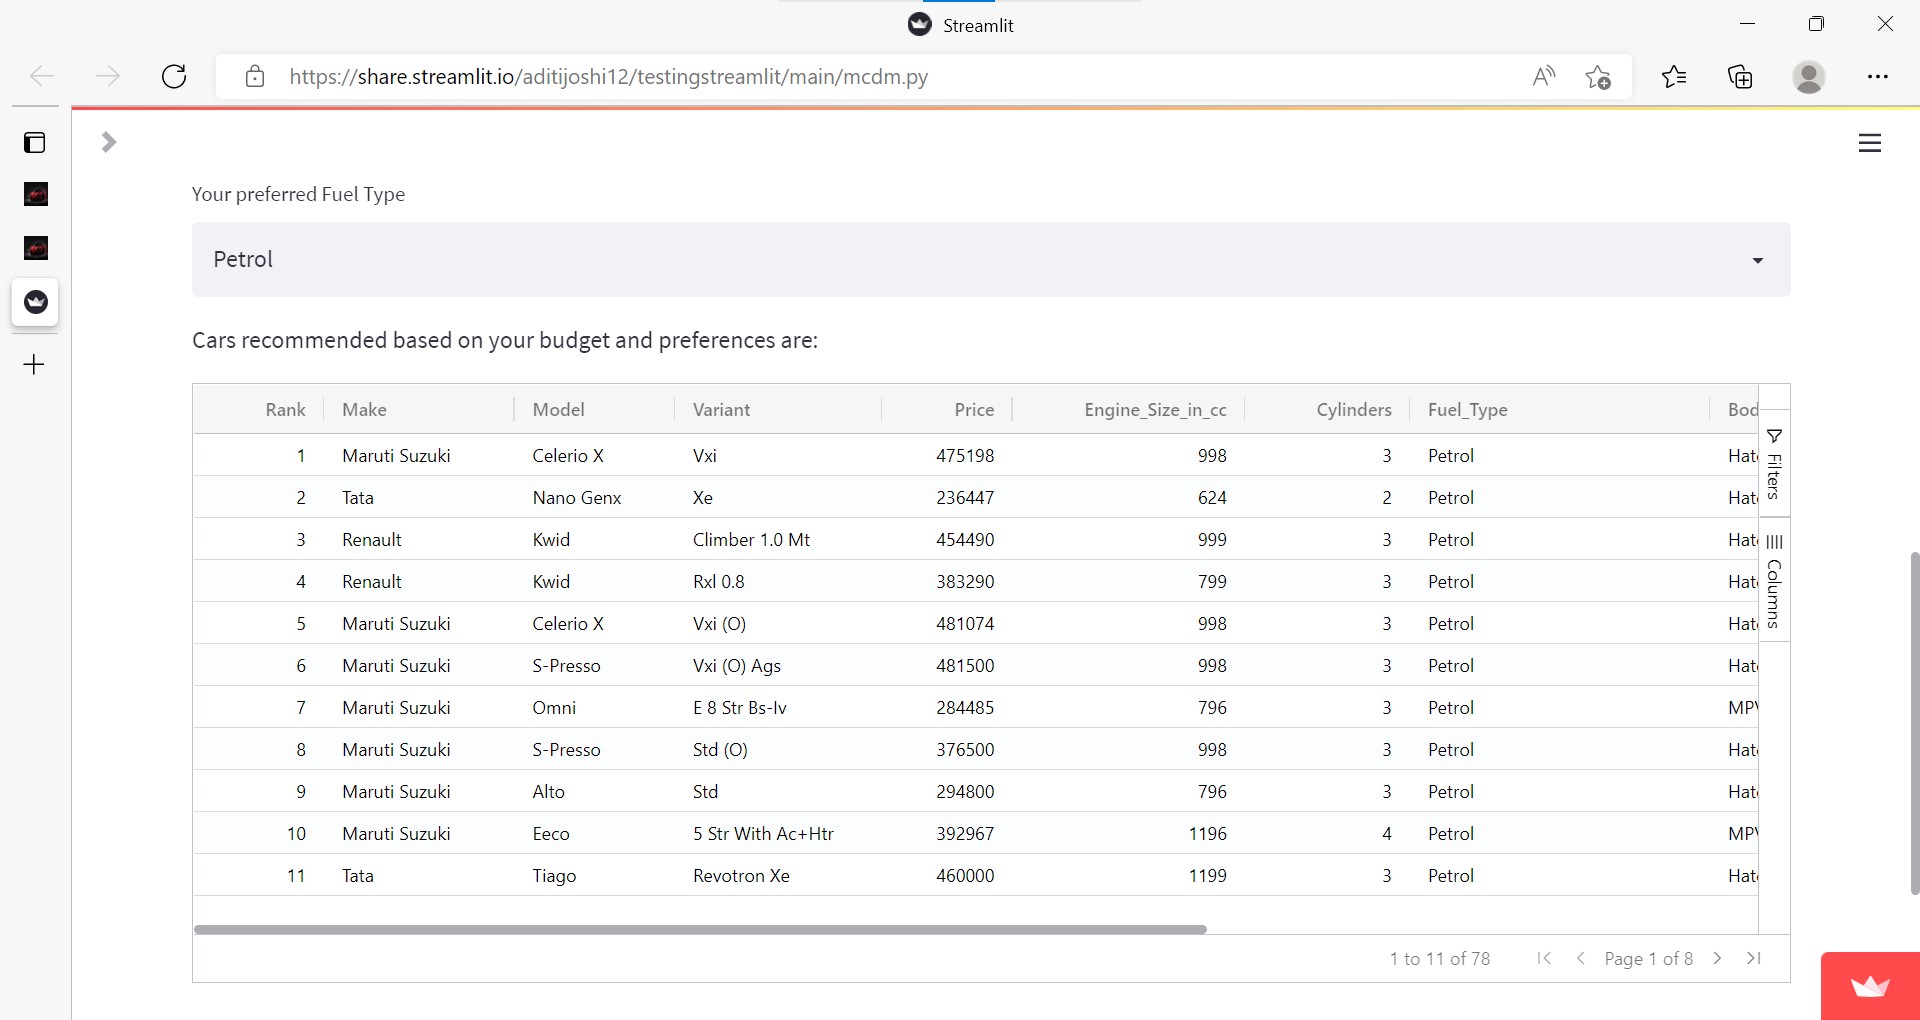 Streamlit
https://share.streamlit.io/aditijoshi12/testingstreamlit/main/mcdm.py
Your preferred Fuel Type
Petrol
Cars recommended based on your budget and preferences are:
Rank Make Model Variant Price Engine_Size_in_cc Cylinders Fuel_Type Bod
1 Maruti Suzuki Celerio X Vxi 475198 998 3 Petrol Hat
2 Tata Nano Genx Xe 236447 624 2 Petrol Hat
3 Renault Kwid Climber 1.0 Mt 454490 999 3 Petrol Hat
4 Renault Kwid Rxl 0.8 383290 799 3 Petrol Hat
5 Maruti Suzuki Celerio X Vxi (O) 481074 998 3 Petrol Hat
6 Maruti Suzuki S-Presso Vxi (O) Ags 481500 998 3 Petrol Hat
7 Maruti Suzuki Omni E 8 Str Bs-Iv 284485 796 3 Petrol MPV
8 Maruti Suzuki S-Presso Std (O) 376500 998 3 Petrol Hat
9 Maruti Suzuki Alto Std 294800 796 3 Petrol Hat
10 Maruti Suzuki Eeco 5 Str With Ac+Htr 392967 1196 4 Petrol MPV
11 Tata Tiago Revotron Xe 460000 1199 3 Petrol Hat
Filters
Columns
1 to 11 of 78 Page 1 of 8